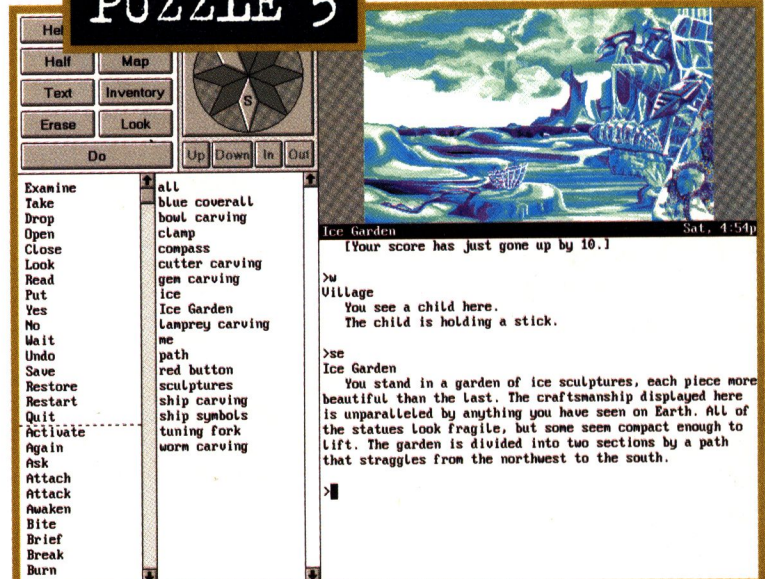 PUZZLE 5
Half Map
Text Inventory
Erase Look
Do
S
Up Down In Out
Examine
Take
Drop
Open
Close
Look
Read
Put
Yes
No
Wait
Undo
Save
Restore
Restart
Quit
Activate
Again
Ask
Attach
Attack
Awaken
Bite
Brief
Break
Burn
all
blue coverall
bowl carving
clamp
compass
cutter carving
gem carving
ice
Ice Garden
lamprey carving
me
path
red button
sculptures
ship carving
ship symbols
tuning fork
worm carving
Ice Garden Sat, 4:54p
[Your score has just gone up by 10.]
>w
Village
You see a child here.
The child is holding a stick.
>se
Ice Garden
You stand in a garden of ice sculptures, each piece more
beautiful than the last. The craftsmanship displayed here
is unparalleled by anything you have seen on Earth. All of
the statues look fragile, but some seem compact enough to
lift. The garden is divided into two sections by a path
that straggles from the northwest to the south.
>